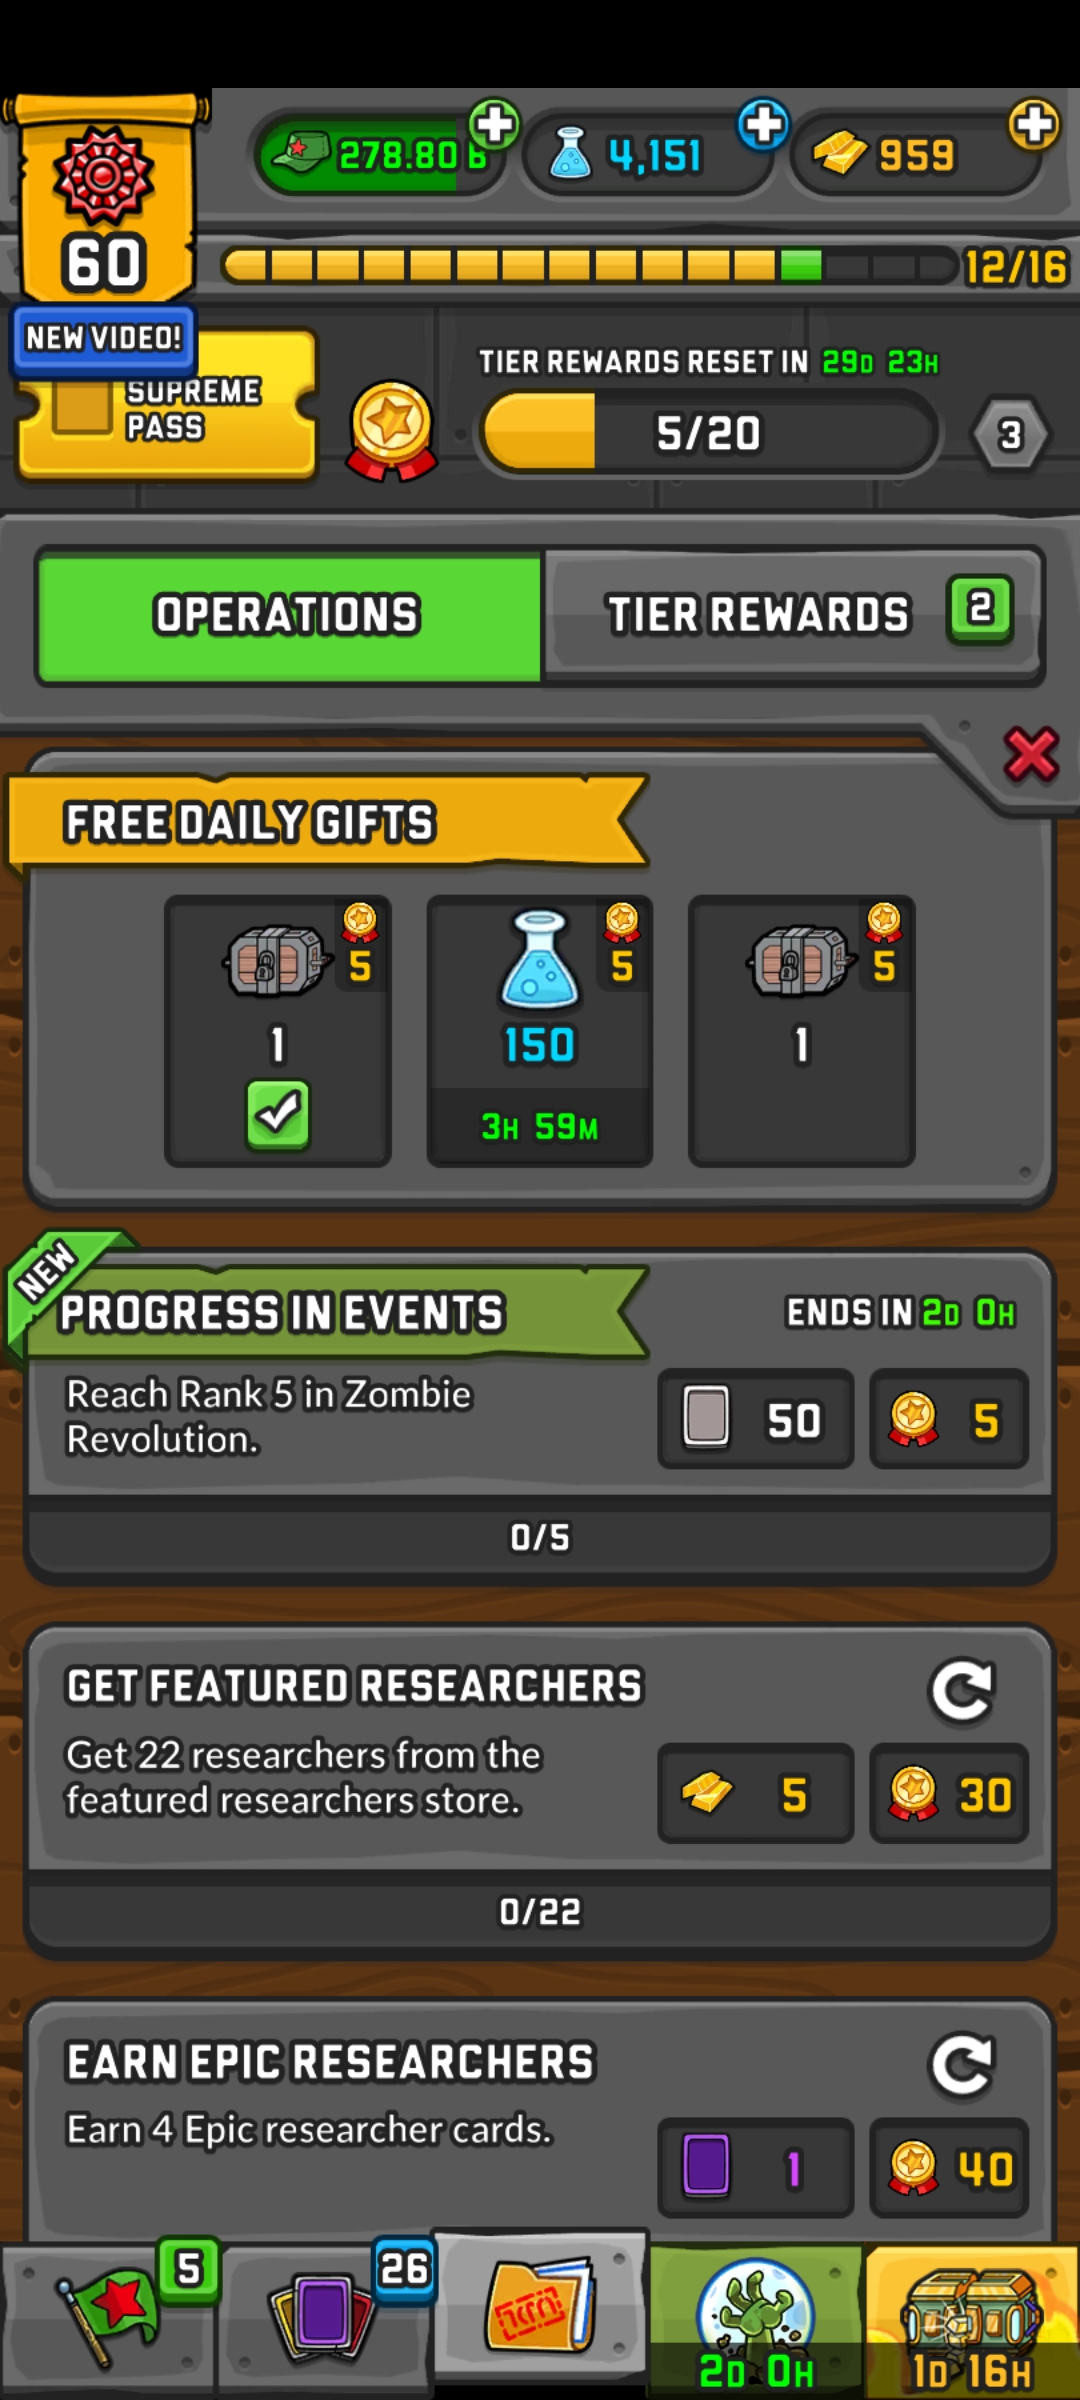 278.80 B
4,151
959
60
12/16
NEW VIDEO!
SUPREME
PASS
TIER REWARDS RESET IN 29D 23H
5/20
3
OPERATIONS
TIER REWARDS
2
FREE DAILY GIFTS
5
5
5
1
150
1
3H 59M
NEW
PROGRESS IN EVENTS
ENDS IN 2D 0H
Reach Rank 5 in Zombie
Revolution.
50
5
0/5
GET FEATURED RESEARCHERS
Get 22 researchers from the
featured researchers store.
5
30
0/22
EARN EPIC RESEARCHERS
Earn 4 Epic researcher cards.
1
40
5
26
2D 0H
1D 16H